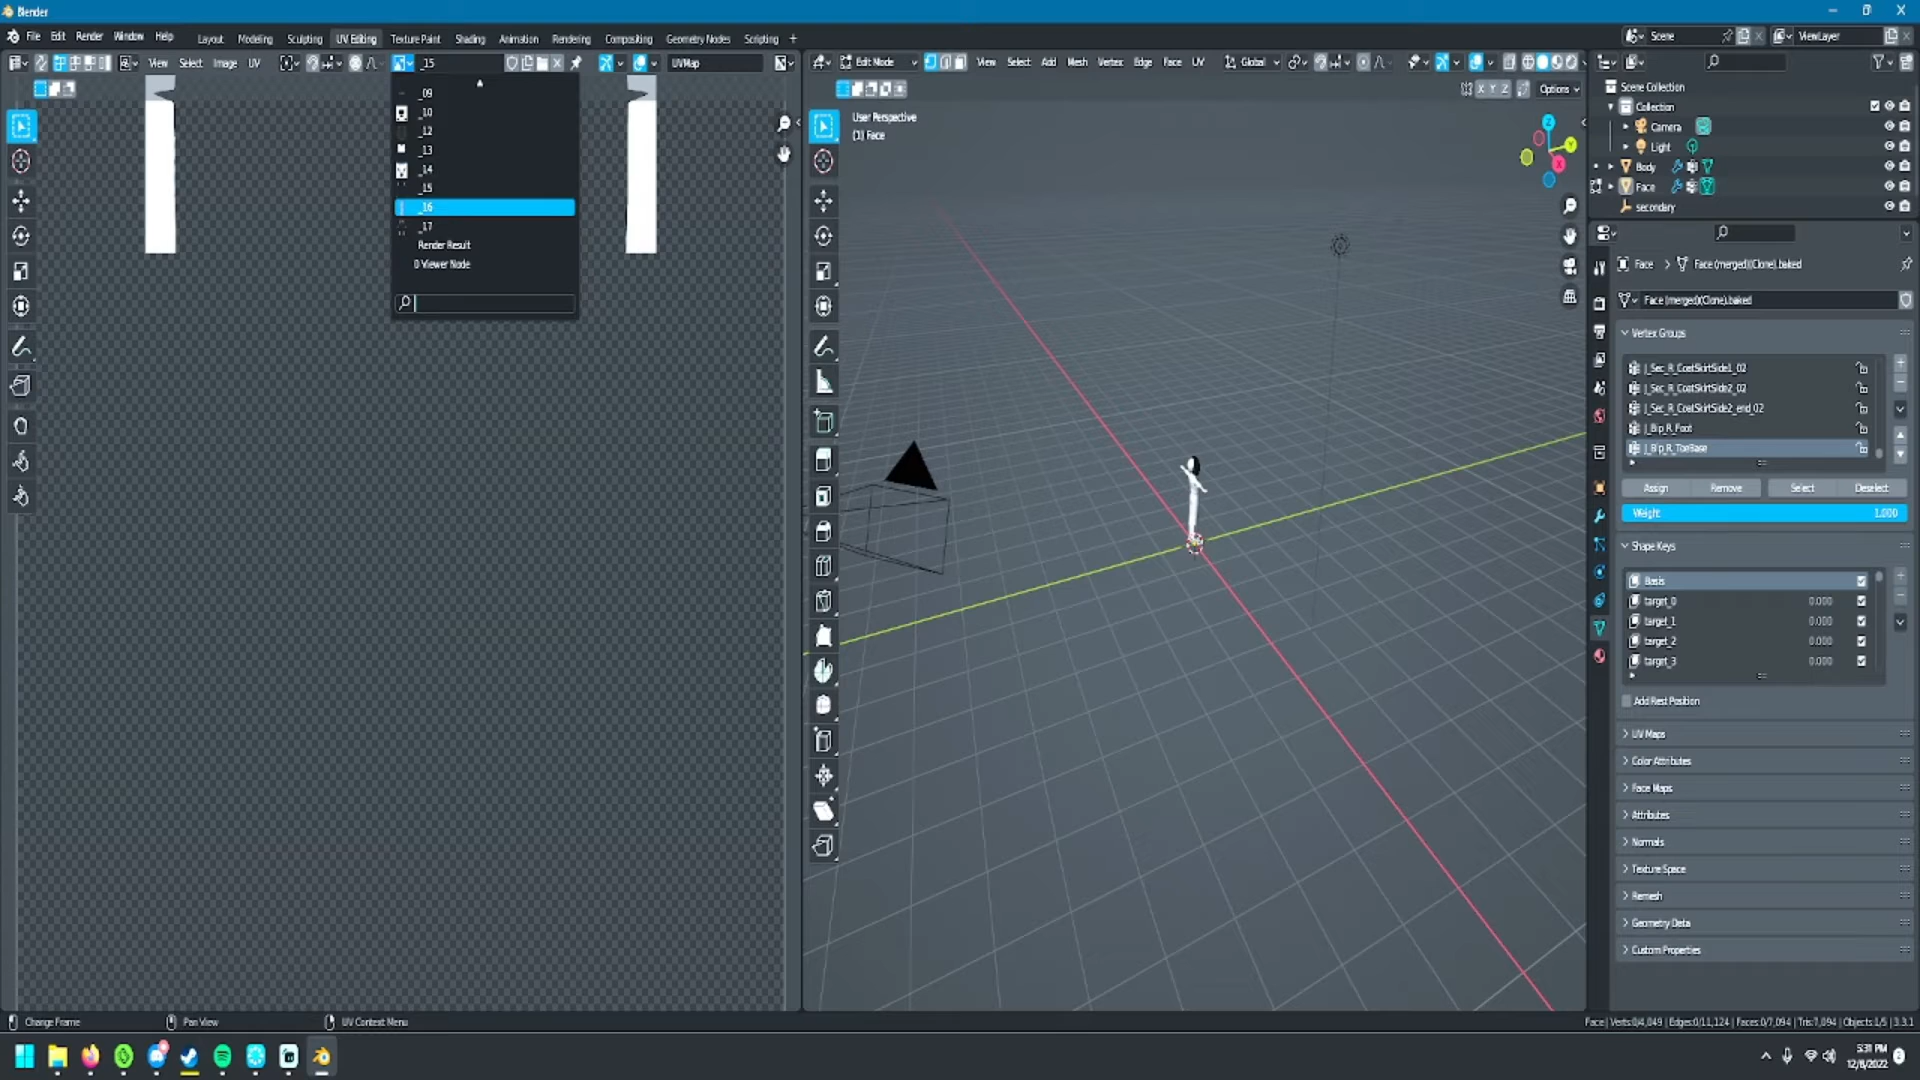 Blender
File Edit Render Window Help
Layout Modeling Sculpting UV Editing Texture Paint Shading Animation Rendering Compositing Geometry Nodes Scripting +
Scene
ViewLayer
View Select Image UV
_15
UVMap
Edit Mode
View Select Add Mesh Vertex Edge Face UV
Global
X Y Z
Options
_09
_10
_12
_13
_14
_15
_16
_17
Render Result
0 Viewer Node
User Perspective
(1) Face
Z
Y
X
Scene Collection
Collection
Camera
Light
Body
Face
secondary
Face > Face (merged)(Clone).baked
Face (merged)(Clone).baked
Vertex Groups
J_Sec_R_CoatSkirtSide1_02
J_Sec_R_CoatSkirtSide2_02
J_Sec_R_CoatSkirtSide2_end_02
J_Bip_R_Foot
J_Bip_R_ToeBase
Assign Remove Select Deselect
Weight 1.000
Shape Keys
Basis
target_0 0.000
target_1 0.000
target_2 0.000
target_3 0.000
Add Rest Position
UV Maps
Color Attributes
Face Maps
Attributes
Normals
Texture Space
Remesh
Geometry Data
Custom Properties
Change Frame
Pan View
UV Context Menu
Face | Verts:0/4,049 | Edges:0/11,124 | Faces:0/7,094 | Tris:7,094 | Objects:1/5 | 3.3.1
5:31 PM
12/8/2022
2